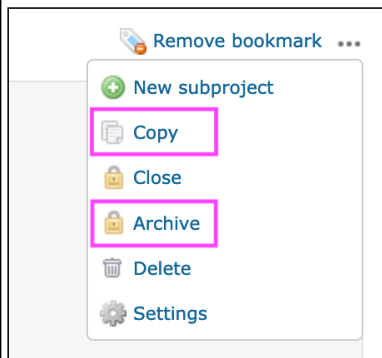 Remove bookmark •••
New subproject
Copy
Close
Archive
Delete
Settings